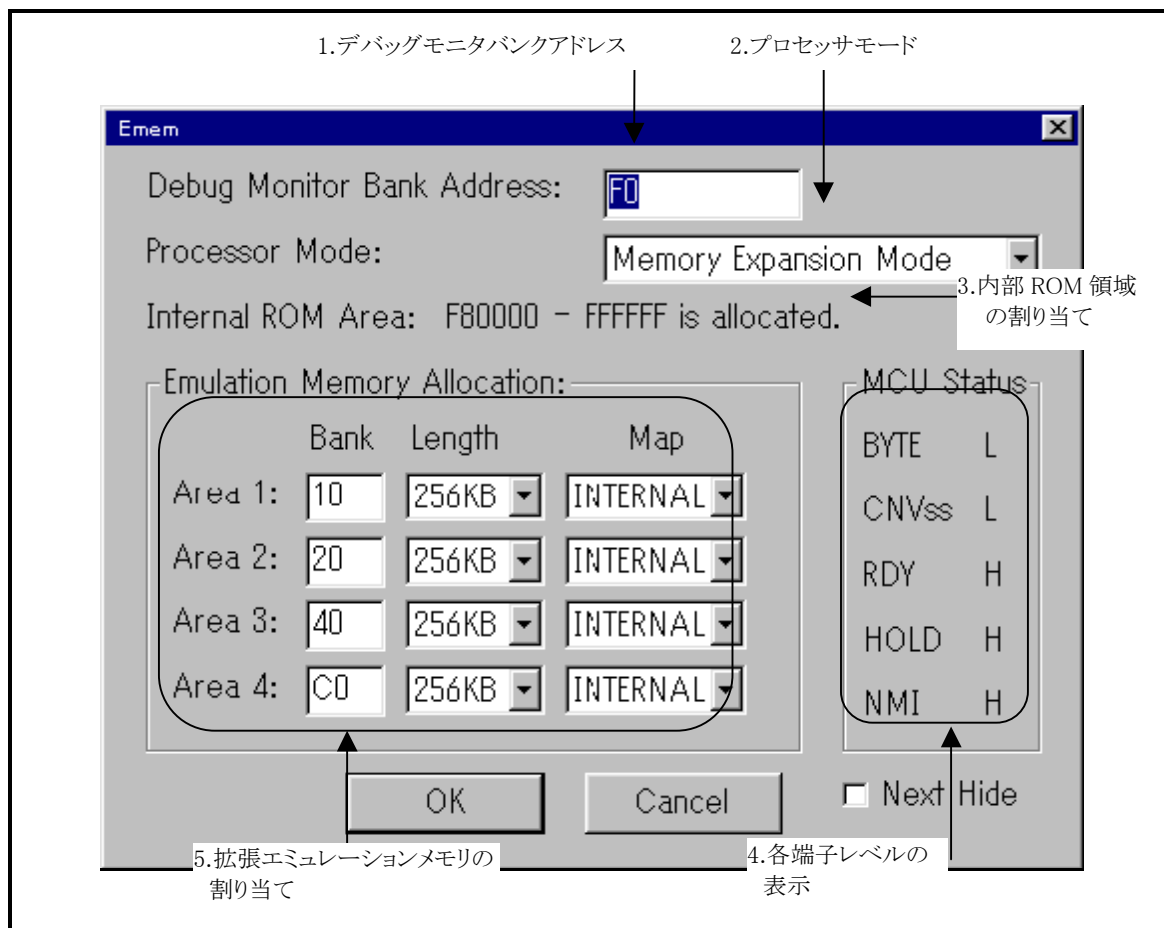 1.デバッグモニタバンクアドレス 2.プロセッサモード
Emem
Debug Monitor Bank Address: F0
Processor Mode: Memory Expansion Mode
3.内部 ROM 領域
の割り当て
Internal ROM Area: F80000 - FFFFFF is allocated.
Emulation Memory Allocation:
Bank Length Map
Area 1: 10 256KB INTERNAL
Area 2: 20 256KB INTERNAL
Area 3: 40 256KB INTERNAL
Area 4: C0 256KB INTERNAL
MCU Status
BYTE L
CNVss L
RDY H
HOLD H
NMI H
OK Cancel Next Hide
5.拡張エミュレーションメモリの
割り当て
4.各端子レベルの
表示